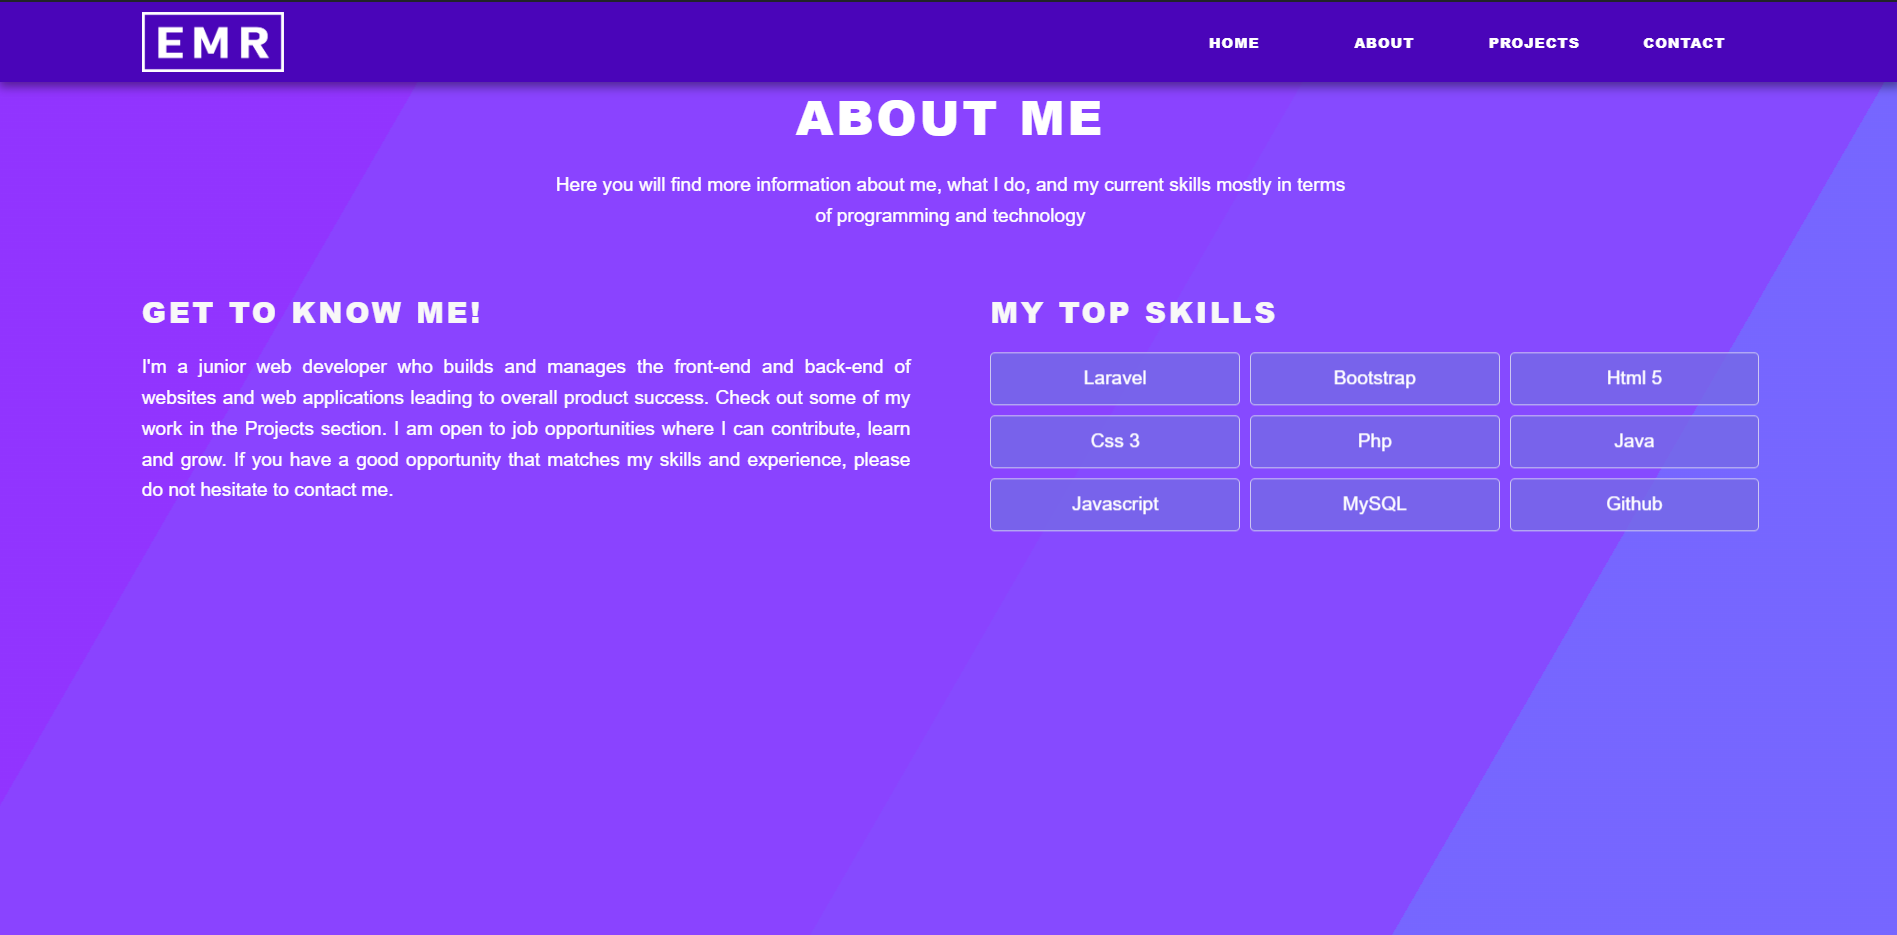 EMR
HOME ABOUT PROJECTS CONTACT
ABOUT ME
Here you will find more information about me, what I do, and my current skills mostly in terms
of programming and technology
GET TO KNOW ME!
I'm a junior web developer who builds and manages the front-end and back-end of
websites and web applications leading to overall product success. Check out some of my
work in the Projects section. I am open to job opportunities where I can contribute, learn
and grow. If you have a good opportunity that matches my skills and experience, please
do not hesitate to contact me.
MY TOP SKILLS
Laravel Bootstrap Html 5
Css 3 Php Java
Javascript MySQL Github